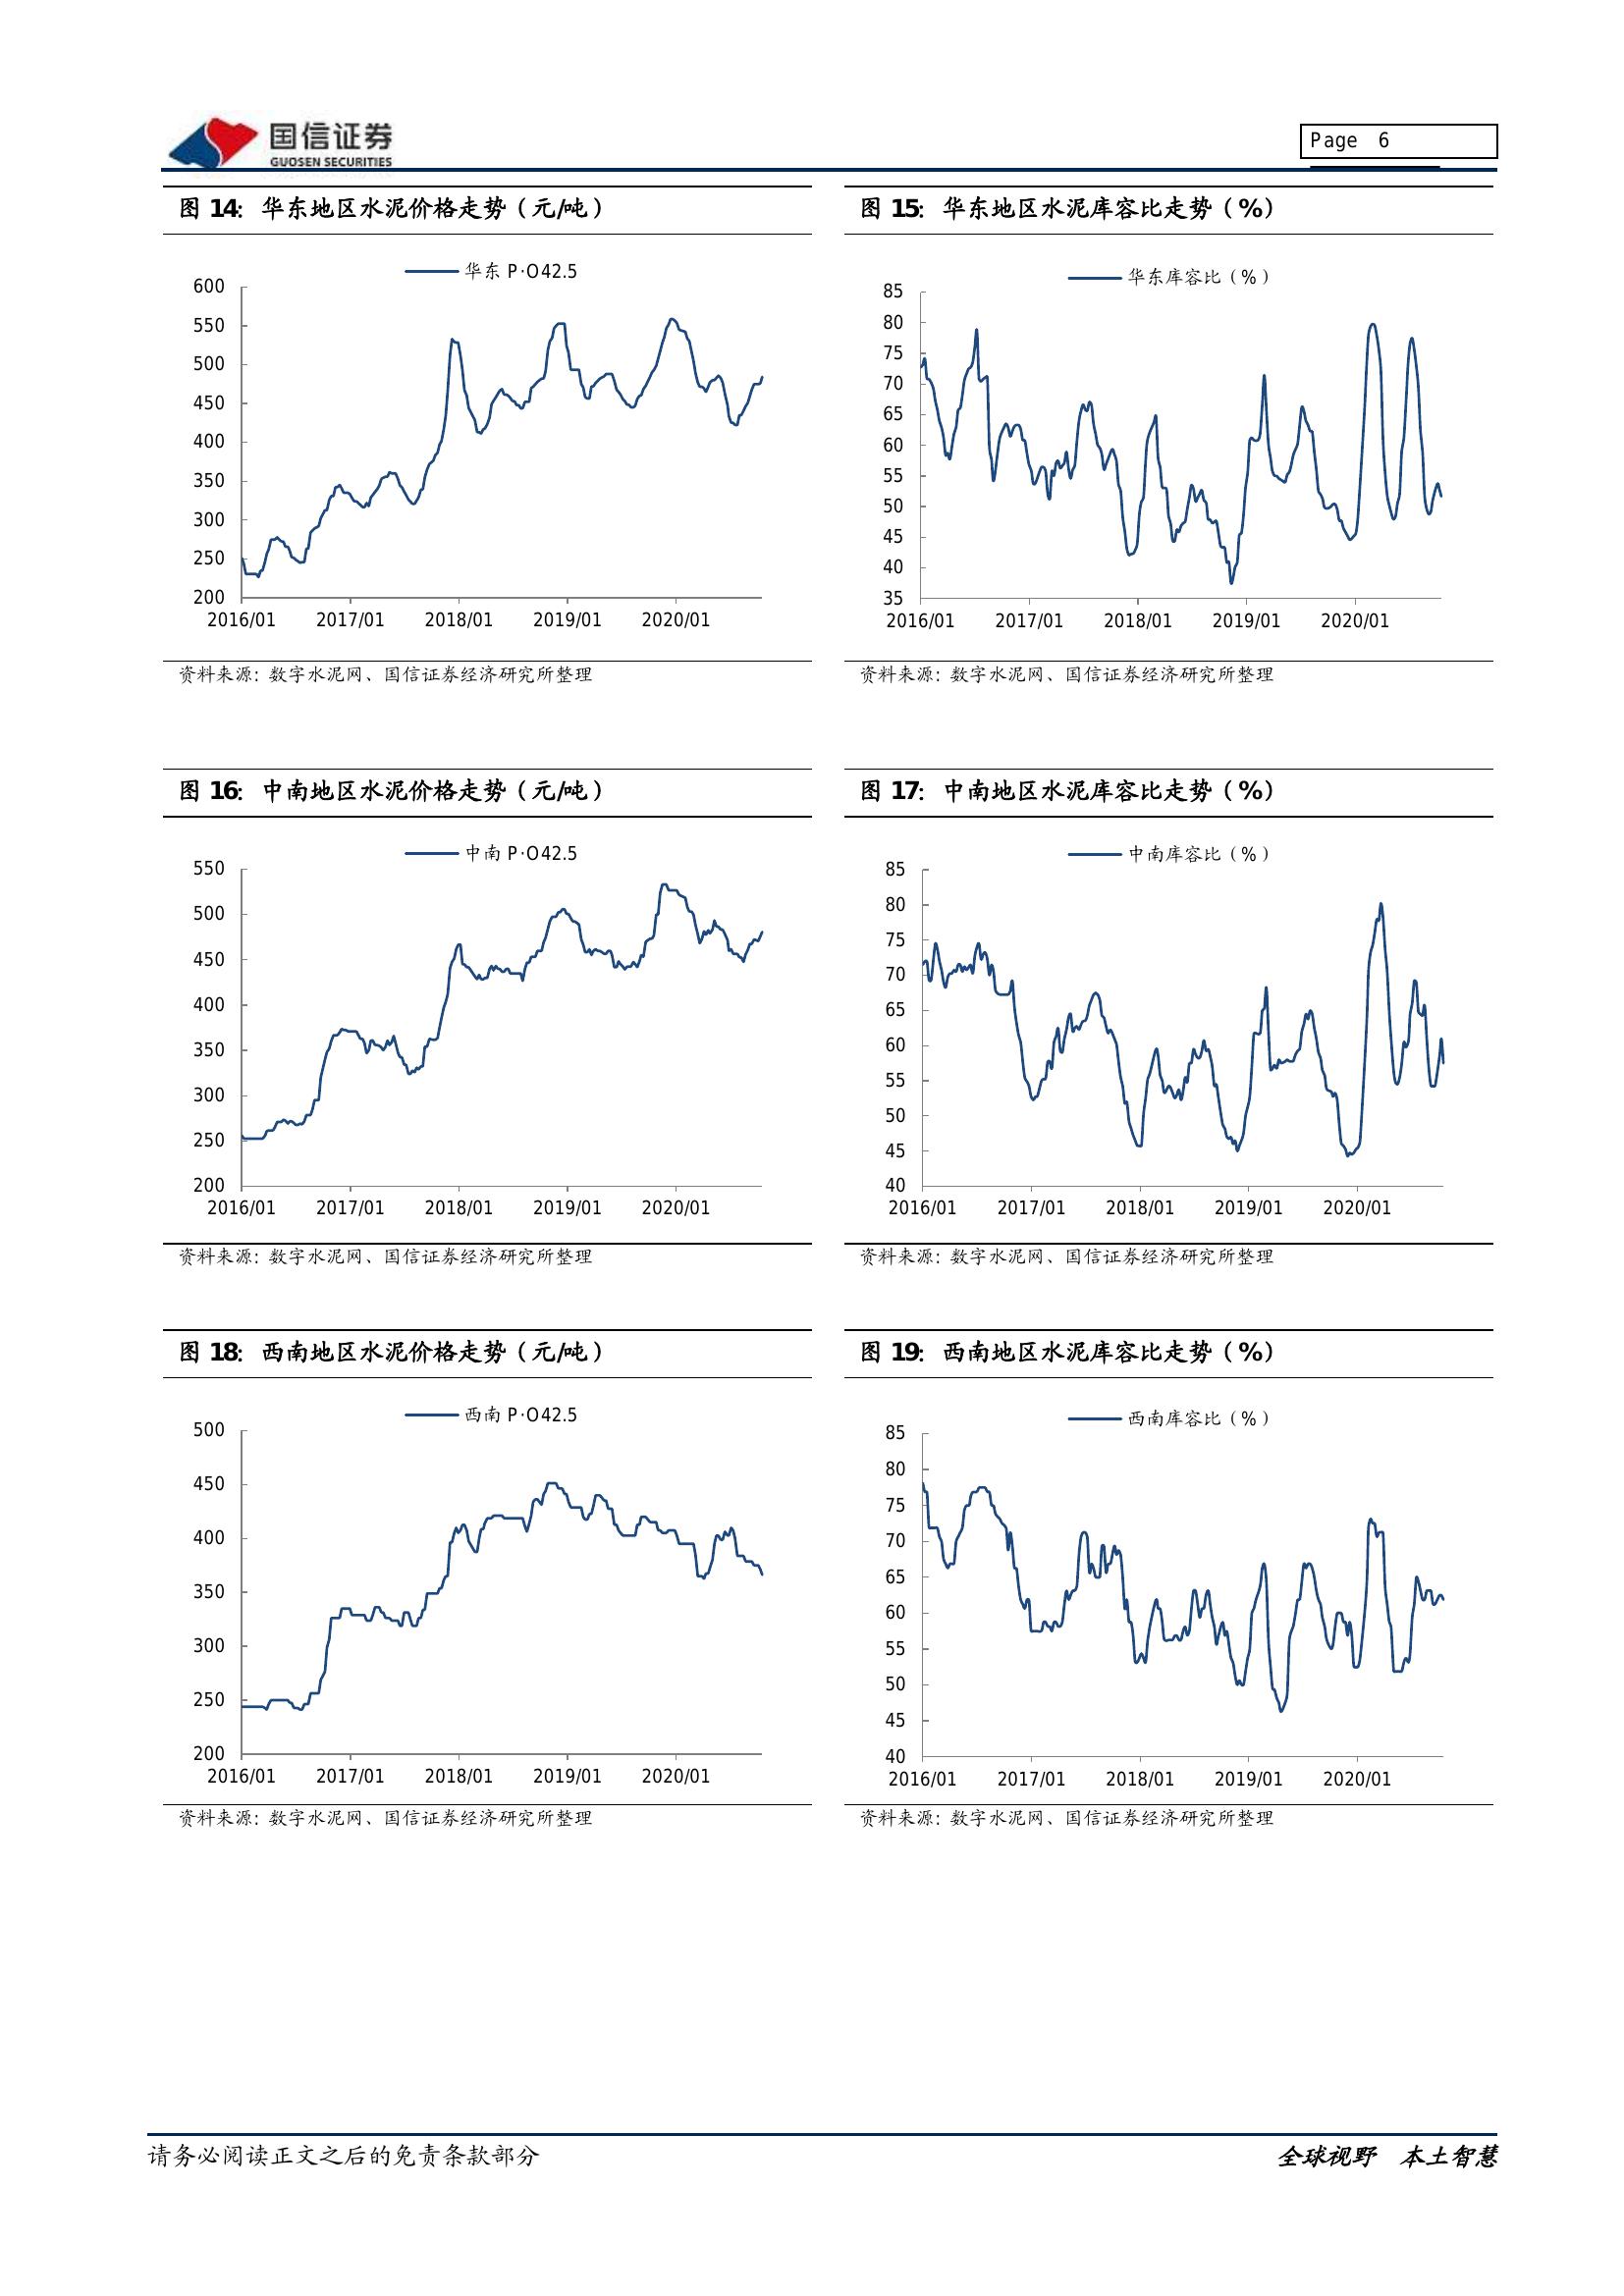 国信证券
GUOSEN SECURITIES
Page 6
图 14: 华东地区水泥价格走势（元/吨）
华东 P·O42.5
600
550
500
450
400
350
300
250
200
2016/01 2017/01 2018/01 2019/01 2020/01
资料来源: 数字水泥网、国信证券经济研究所整理
图 15: 华东地区水泥库容比走势（%）
华东库容比（%）
85
80
75
70
65
60
55
50
45
40
35
2016/01 2017/01 2018/01 2019/01 2020/01
资料来源: 数字水泥网、国信证券经济研究所整理
图 16: 中南地区水泥价格走势（元/吨）
中南 P·O42.5
550
500
450
400
350
300
250
200
2016/01 2017/01 2018/01 2019/01 2020/01
资料来源: 数字水泥网、国信证券经济研究所整理
图 17: 中南地区水泥库容比走势（%）
中南库容比（%）
85
80
75
70
65
60
55
50
45
40
2016/01 2017/01 2018/01 2019/01 2020/01
资料来源: 数字水泥网、国信证券经济研究所整理
图 18: 西南地区水泥价格走势（元/吨）
西南 P·O42.5
500
450
400
350
300
250
200
2016/01 2017/01 2018/01 2019/01 2020/01
资料来源: 数字水泥网、国信证券经济研究所整理
图 19: 西南地区水泥库容比走势（%）
西南库容比（%）
85
80
75
70
65
60
55
50
45
40
2016/01 2017/01 2018/01 2019/01 2020/01
资料来源: 数字水泥网、国信证券经济研究所整理
请务必阅读正文之后的免责条款部分
全球视野 本土智慧